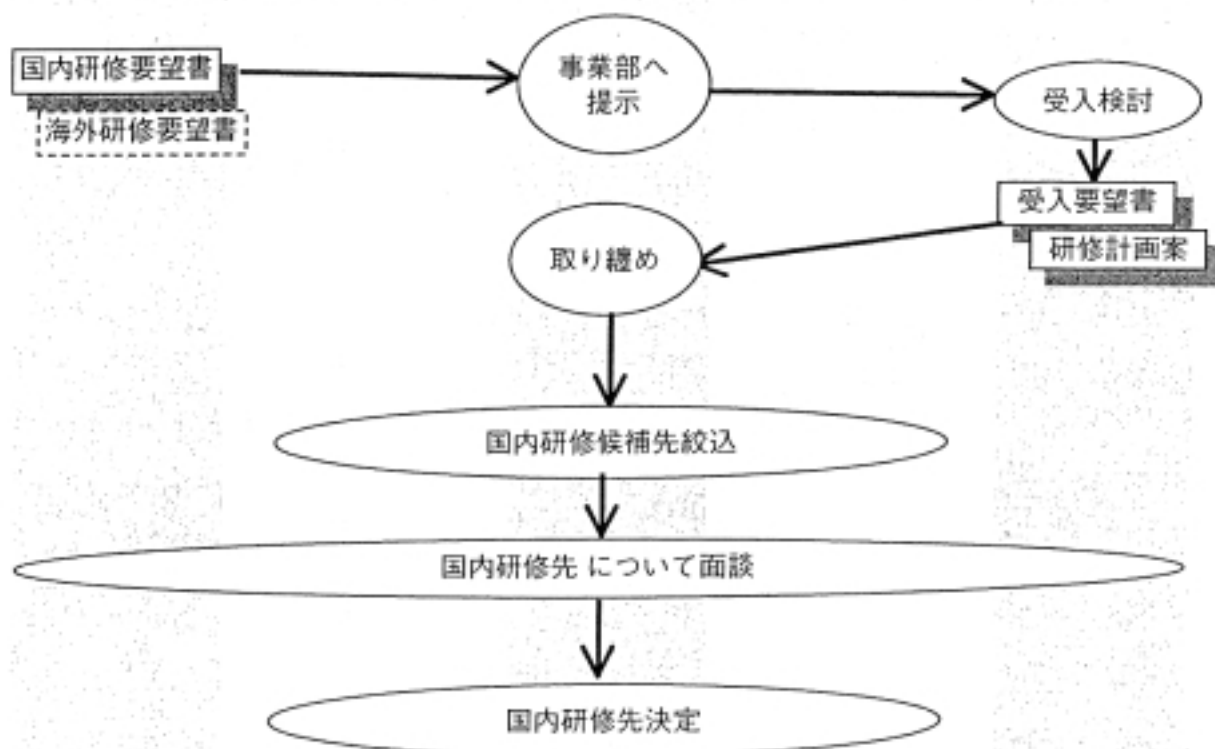 国内研修要望書
海外研修要望書
事業部へ
提示
受入検討
受入要望書
研修計画案
取り纏め
国内研修候補先絞込
国内研修先 について面談
国内研修先決定